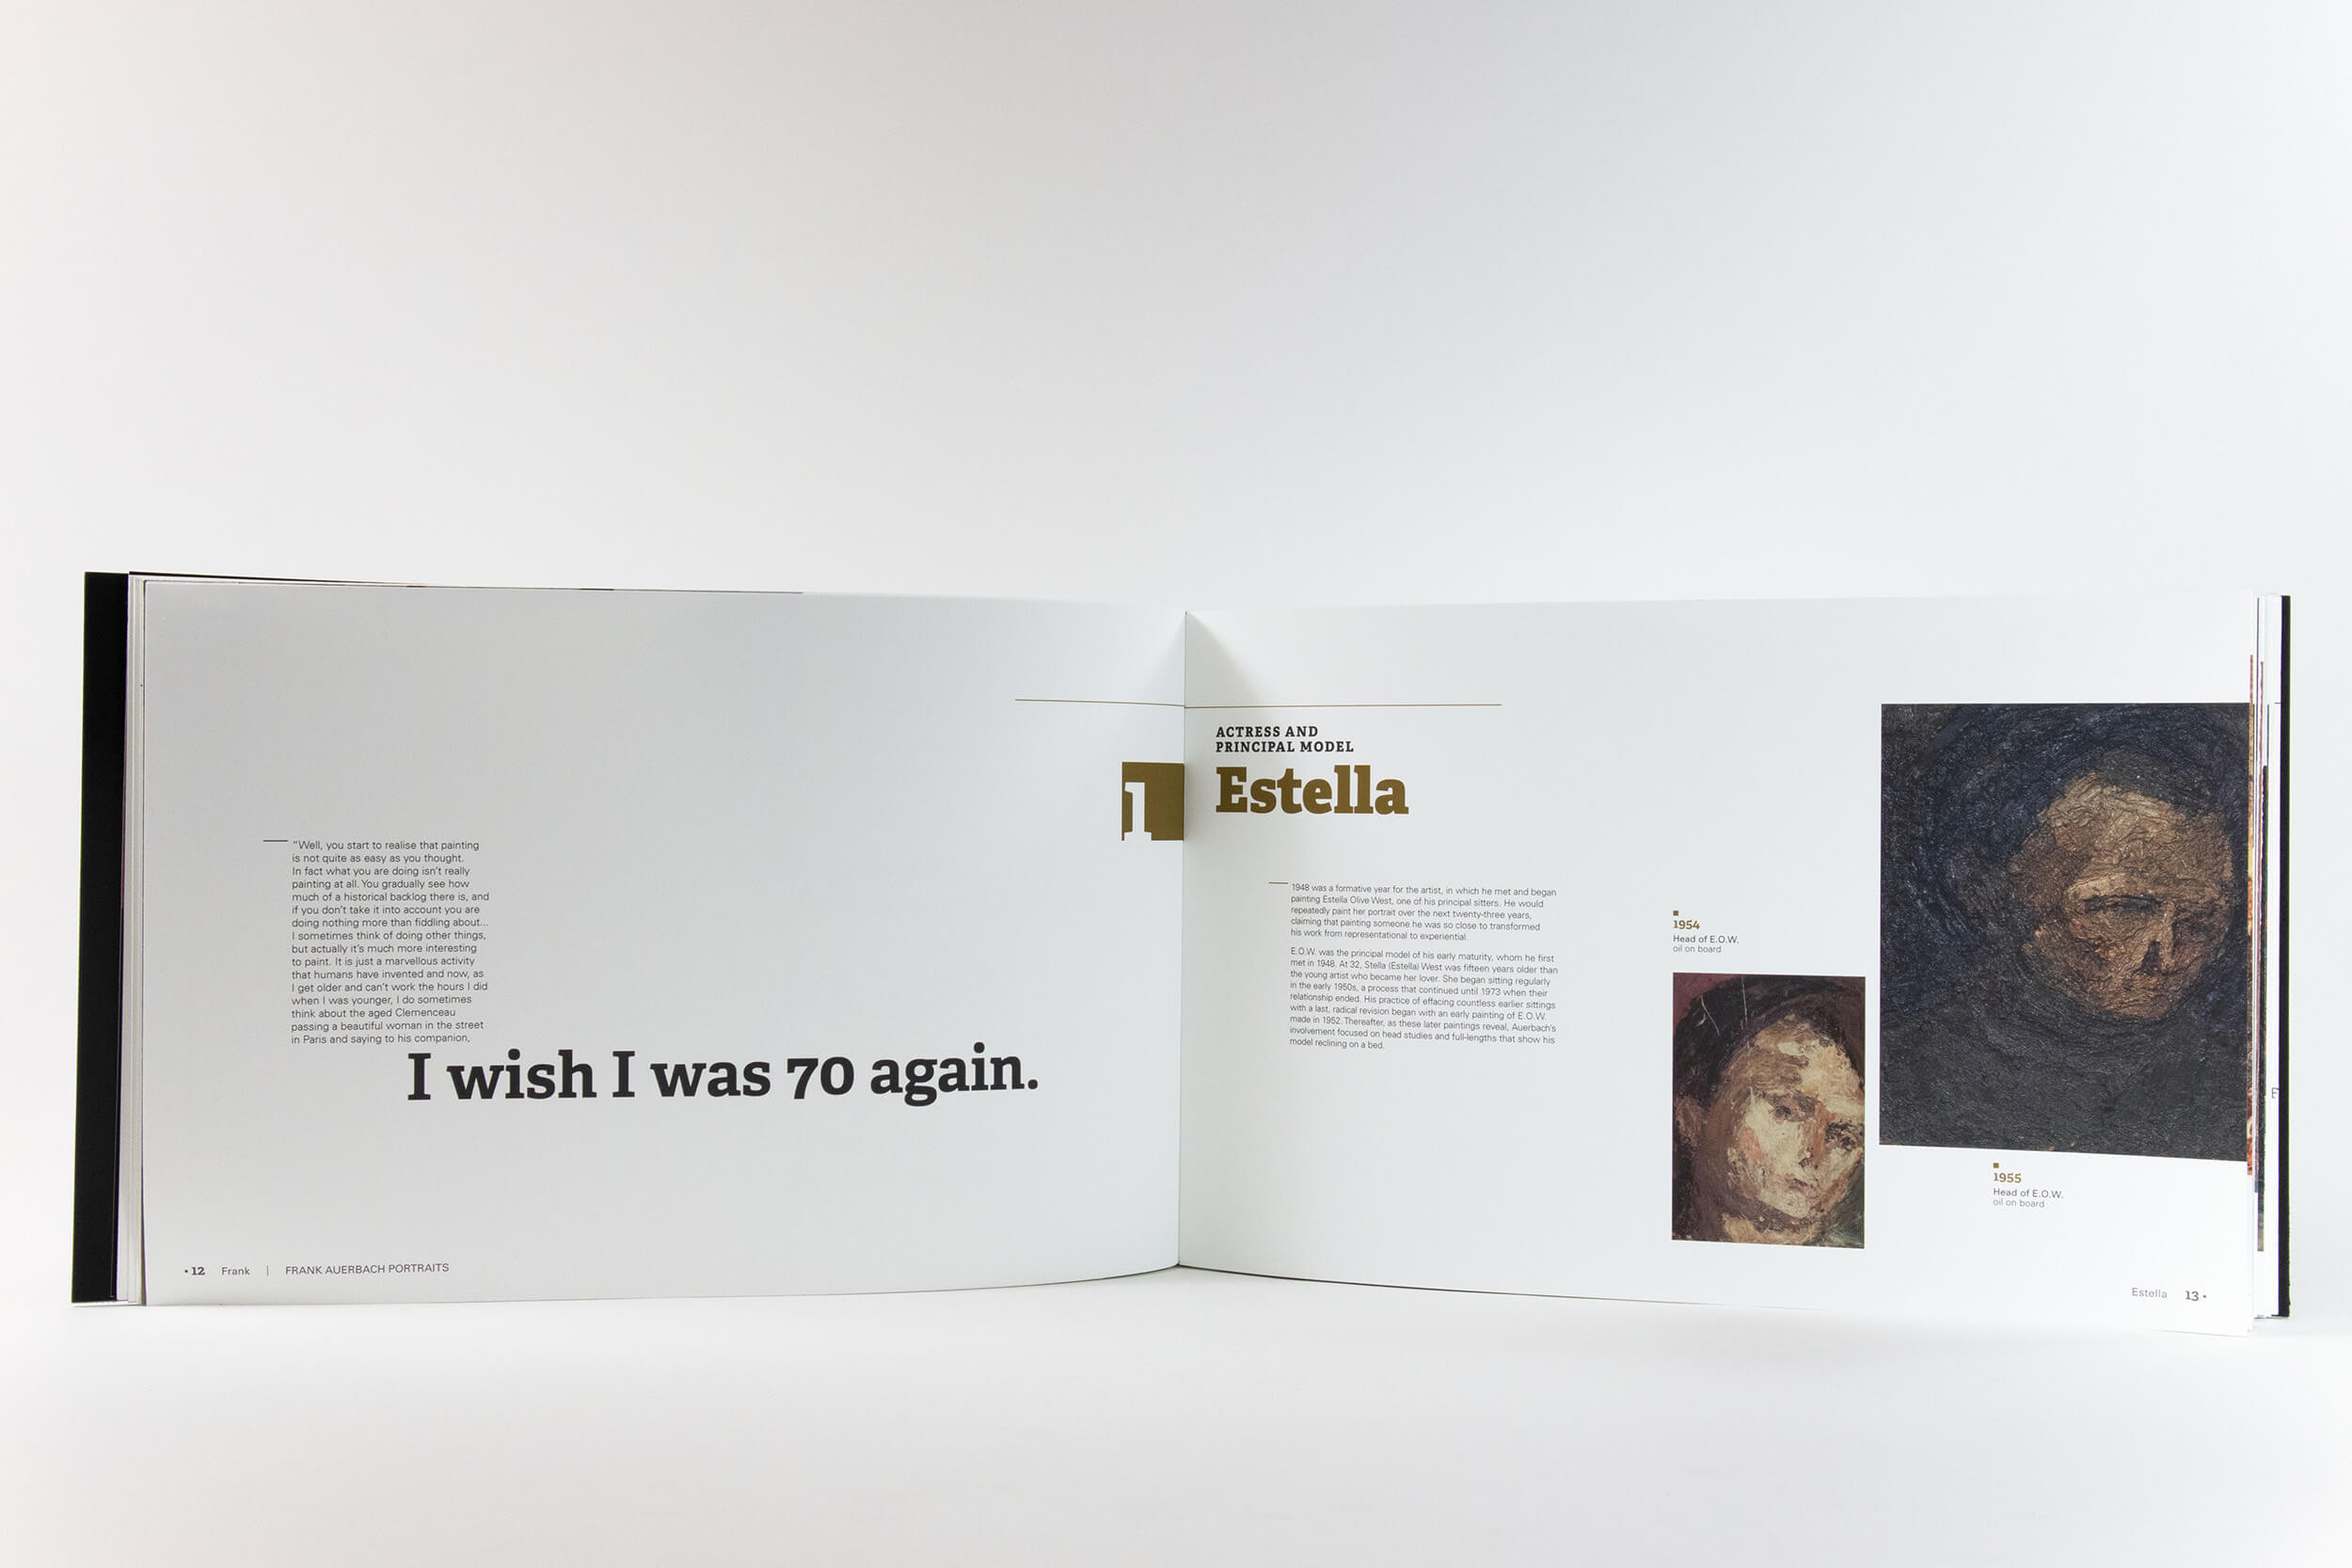 “Well, you start to realise that painting
is not quite as easy as you thought.
In fact what you are doing isn’t really
painting at all. You gradually see how
much of a historical backlog there is, and
if you don’t take it into account you are
doing nothing more than fiddling about...
I sometimes think of doing other things,
but actually it’s much more interesting
to paint. It is just a marvellous activity
that humans have invented and now, as
I get older and can’t work the hours I did
when I was younger, I do sometimes
think about the aged Clemenceau
passing a beautiful woman in the street
in Paris and saying to his companion,
I wish I was 70 again.
12 Frank | FRANK AUERBACH PORTRAITS
1
ACTRESS AND
PRINCIPAL MODEL
Estella
1948 was a formative year for the artist, in which he met and began
painting Estella Olive West, one of his principal sitters. He would
repeatedly paint her portrait over the next twenty-three years,
claiming that painting someone he was so close to transformed
his work from representational to experiential.
E.O.W. was the principal model of his early maturity, whom he first
met in 1948. At 32, Stella (Estella) West was fifteen years older than
the young artist who became her lover. She began sitting regularly
in the early 1950s, a process that continued until 1973 when their
relationship ended. His practice of effacing countless earlier sittings
with a last, radical revision began with an early painting of E.O.W.
made in 1952. Thereafter, as these later paintings reveal, Auerbach’s
involvement focused on head studies and full-lengths that show his
model reclining on a bed.
1954
Head of E.O.W.
oil on board
1955
Head of E.O.W.
oil on board
Estella 13